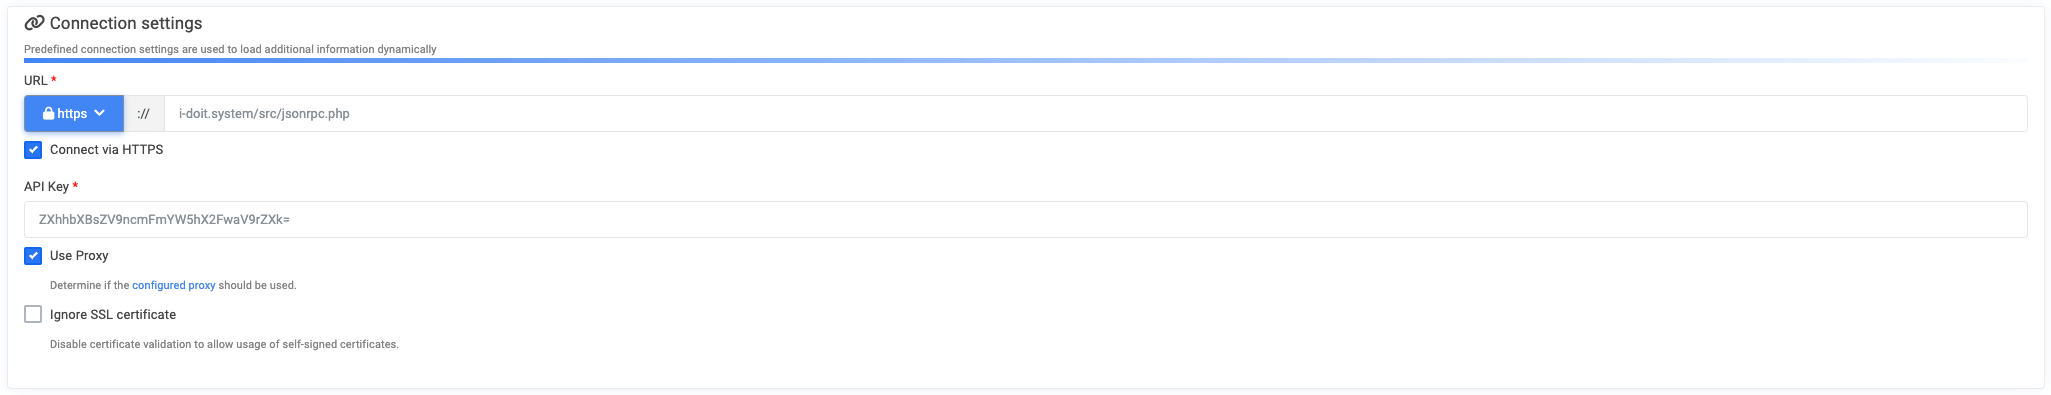 Connection settings
Predefined connection settings are used to load additional information dynamically
URL *
https :// i-doit.system/src/jsonrpc.php
Connect via HTTPS
API Key *
ZXhhbXBsZV9ncmFmYW5hX2FwaV9rZXk=
Use Proxy
Determine if the configured proxy should be used.
Ignore SSL certificate
Disable certificate validation to allow usage of self-signed certificates.